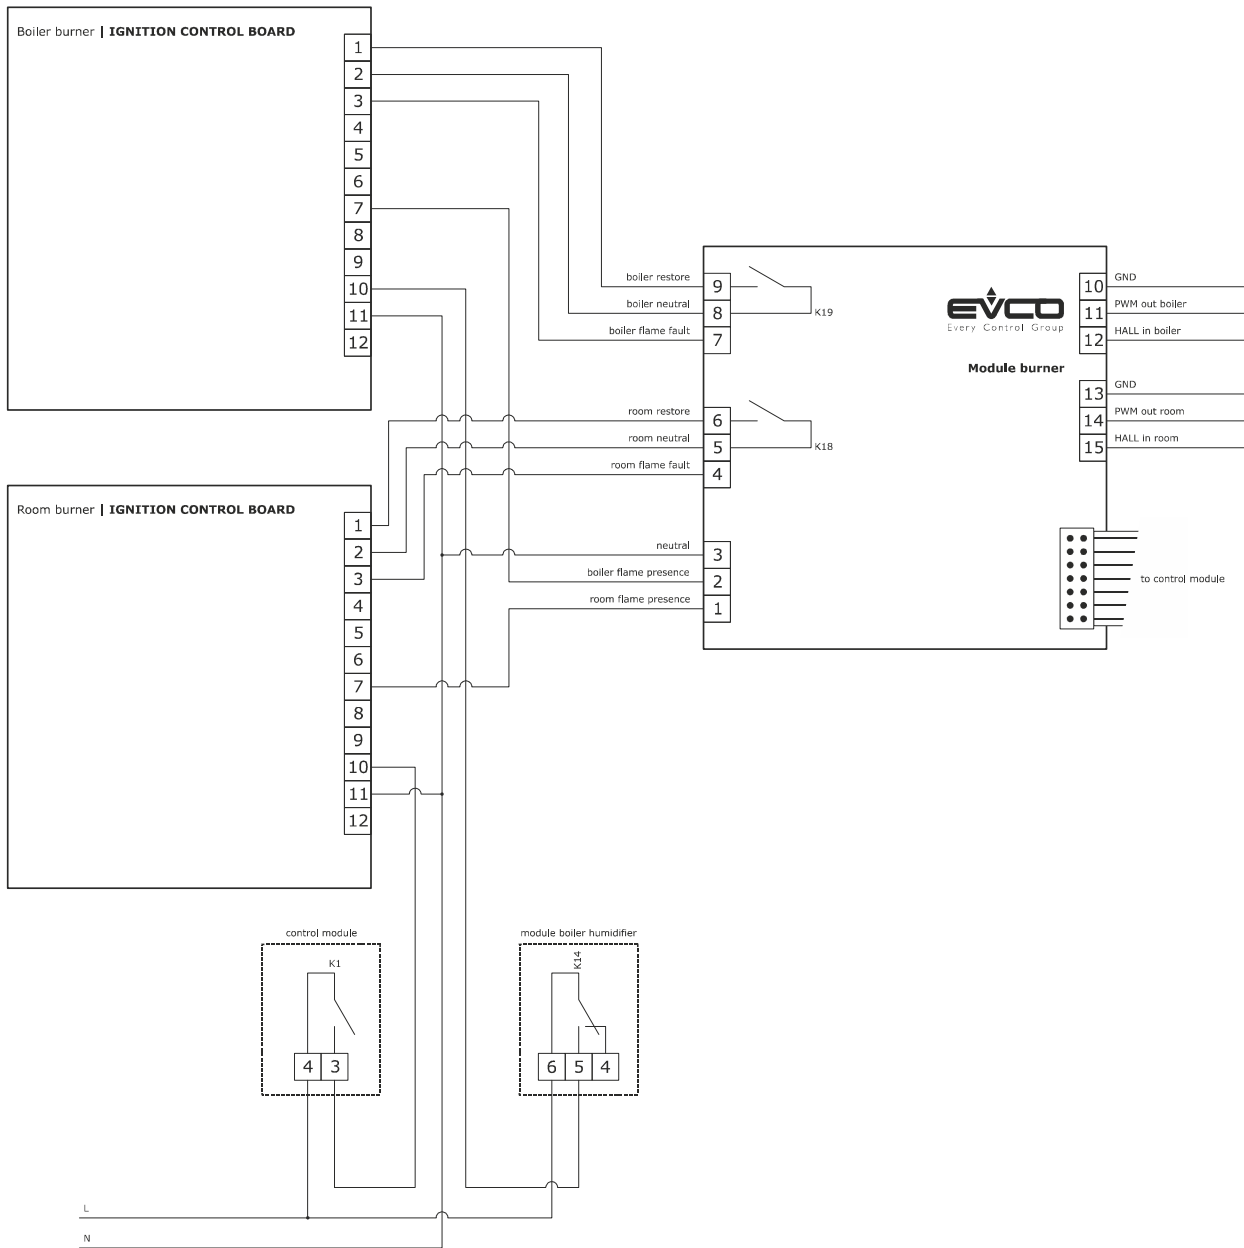 Boiler burner | IGNITION CONTROL BOARD
1
2
3
4
5
6
7
8
9
10
11
12
boiler restore
boiler neutral
boiler flame fault
9
8
7
K19
EVCO
Every Control Group
Module burner
10 GND
11 PWM out boiler
12 HALL in boiler
13 GND
14 PWM out room
15 HALL in room
room restore
room neutral
room flame fault
6
5
4
K18
neutral
boiler flame presence
room flame presence
3
2
1
to control module
Room burner | IGNITION CONTROL BOARD
1
2
3
4
5
6
7
8
9
10
11
12
control module
K1
4 3
module boiler humidifier
K14
6 5 4
L
N